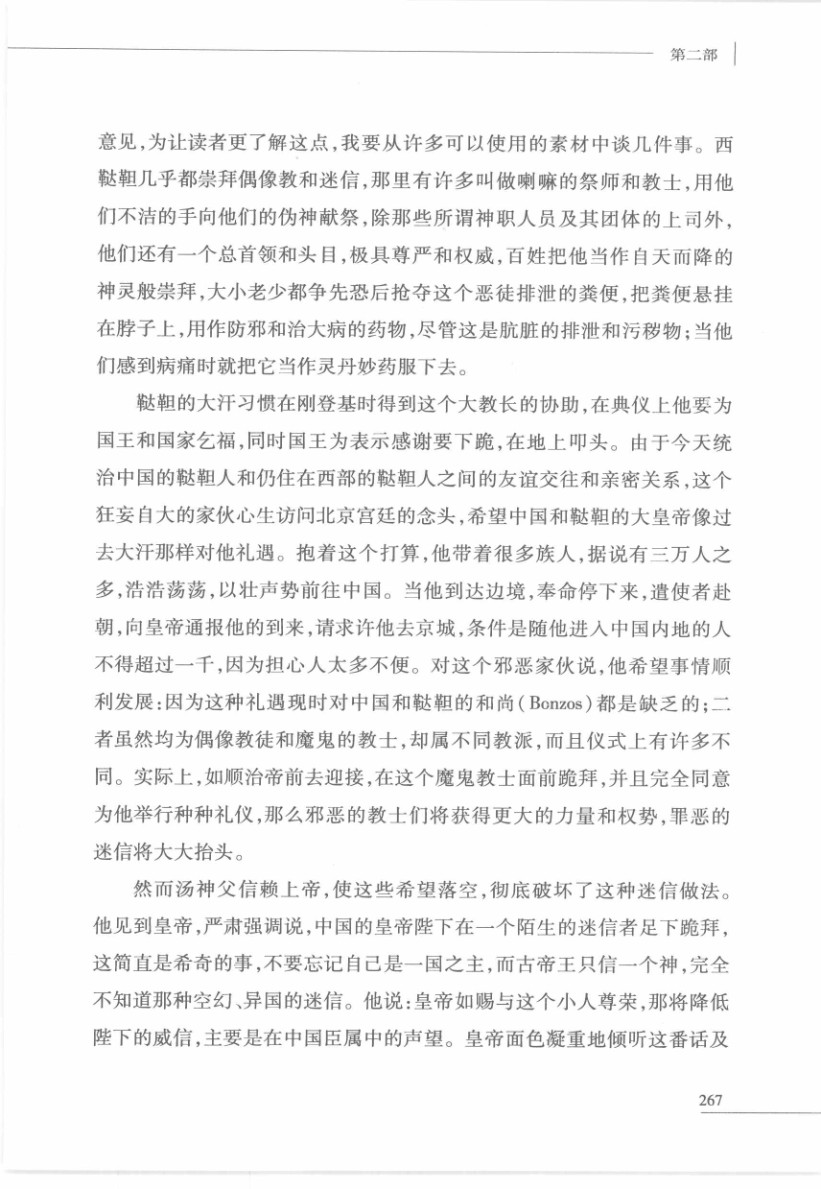 第二部
意见,为让读者更了解这点,我要从许多可以使用的素材中谈几件事。西
鞑靼几乎都崇拜偶像教和迷信,那里有许多叫做喇嘛的祭师和教士,用他
们不洁的手向他们的伪神献祭,除那些所谓神职人员及其团体的上司外,
他们还有一个总首领和头目,极具尊严和权威,百姓把他当作自天而降的
神灵般崇拜,大小老少都争先恐后抢夺这个恶徒排泄的粪便,把粪便悬挂
在脖子上,用作防邪和治大病的药物,尽管这是肮脏的排泄和污秽物;当他
们感到病痛时就把它当作灵丹妙药服下去。
鞑靼的大汗习惯在刚登基时得到这个大教长的协助,在典仪上他要为
国王和国家乞福,同时国王为表示感谢要下跪,在地上叩头。由于今天统
治中国的鞑靼人和仍住在西部的鞑靼人之间的友谊交往和亲密关系,这个
狂妄自大的家伙心生访问北京宫廷的念头,希望中国和鞑靼的大皇帝像过
去大汗那样对他礼遇。抱着这个打算,他带着很多族人,据说有三万人之
多,浩浩荡荡,以壮声势前往中国。当他到达边境,奉命停下来,遣使者赴
朝,向皇帝通报他的到来,请求许他去京城,条件是随他进入中国内地的人
不得超过一千,因为担心人太多不便。对这个邪恶家伙说,他希望事情顺
利发展:因为这种礼遇现时对中国和鞑靼的和尚(Bonzos)都是缺乏的;二
者虽然均为偶像教徒和魔鬼的教士,却属不同教派,而且仪式上有许多不
同。实际上,如顺治帝前去迎接,在这个魔鬼教士面前跪拜,并且完全同意
为他举行种种礼仪,那么邪恶的教士们将获得更大的力量和权势,罪恶的
迷信将大大抬头。
然而汤神父信赖上帝,使这些希望落空,彻底破坏了这种迷信做法。
他见到皇帝,严肃强调说,中国的皇帝陛下在一个陌生的迷信者足下跪拜,
这简直是希奇的事,不要忘记自己是一国之主,而古帝王只信一个神,完全
不知道那种空幻、异国的迷信。他说:皇帝如赐与这个小人尊荣,那将降低
陛下的威信,主要是在中国臣属中的声望。皇帝面色凝重地倾听这番话及
267